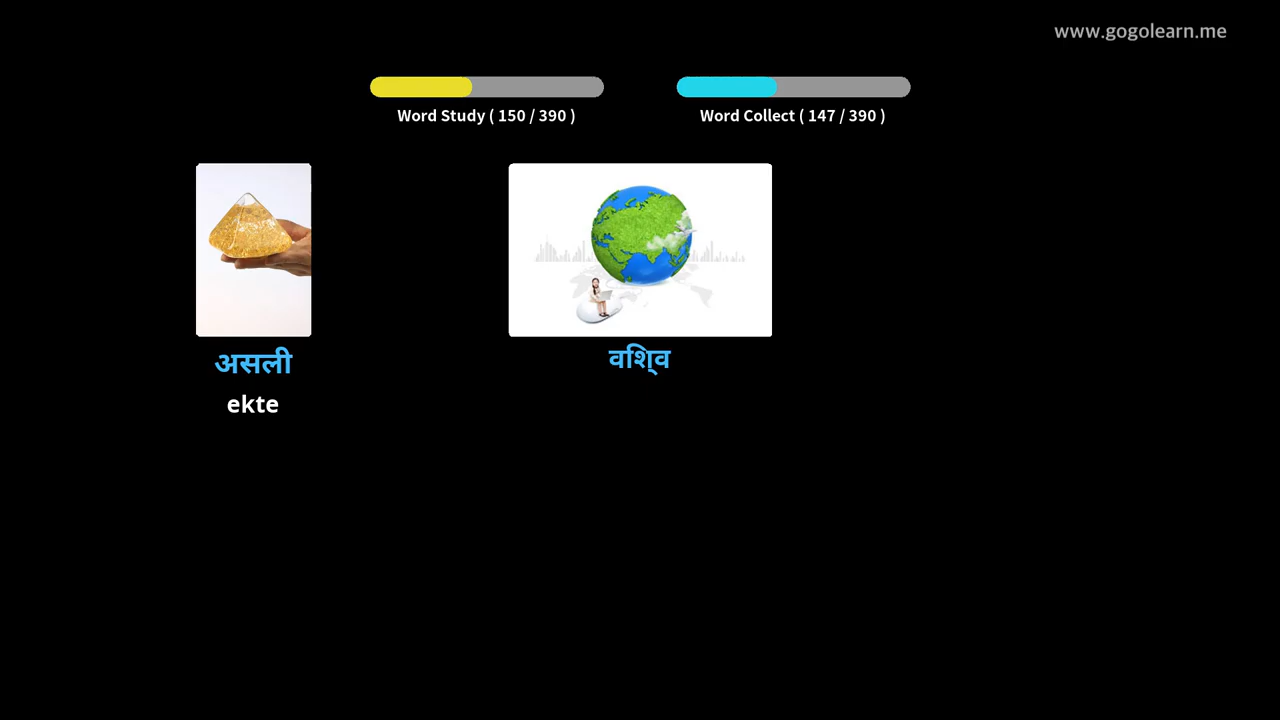 www.gogolearn.me
Word Study ( 150 / 390 )
Word Collect ( 147 / 390 )
असली
वशि्व
ekte